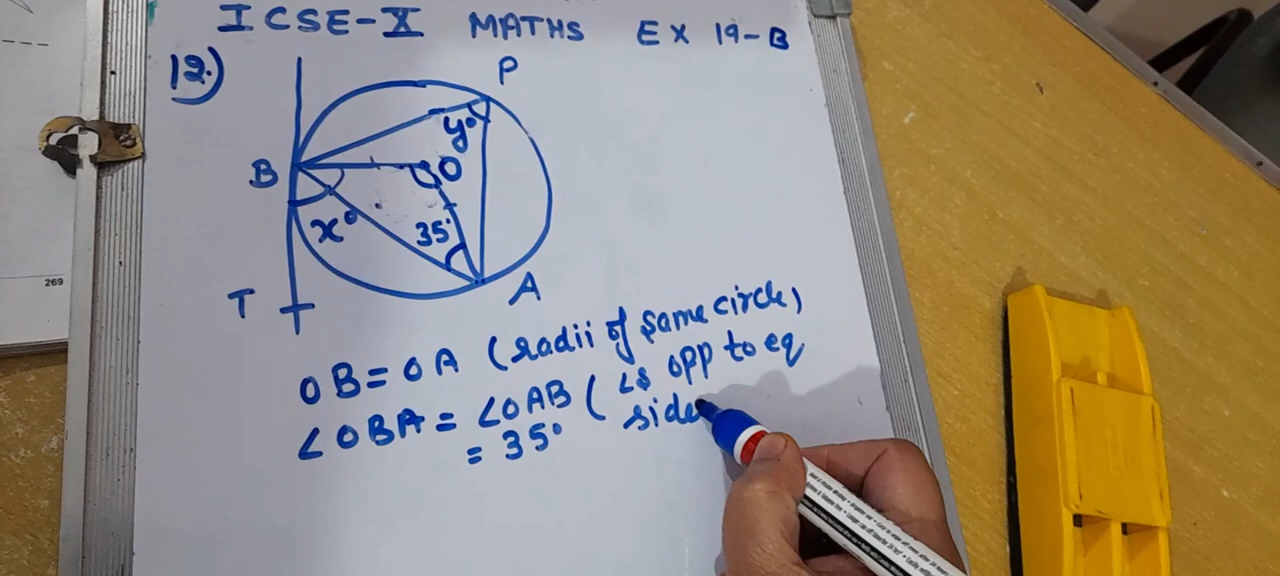 ICSE-X MATHS EX 19-B
12.)
P
y°
B
O
x°
35°
269
T
A
OB = OA (radii of same circle)
∠OBA = ∠OAB (∠s opp to eq
= 35° side